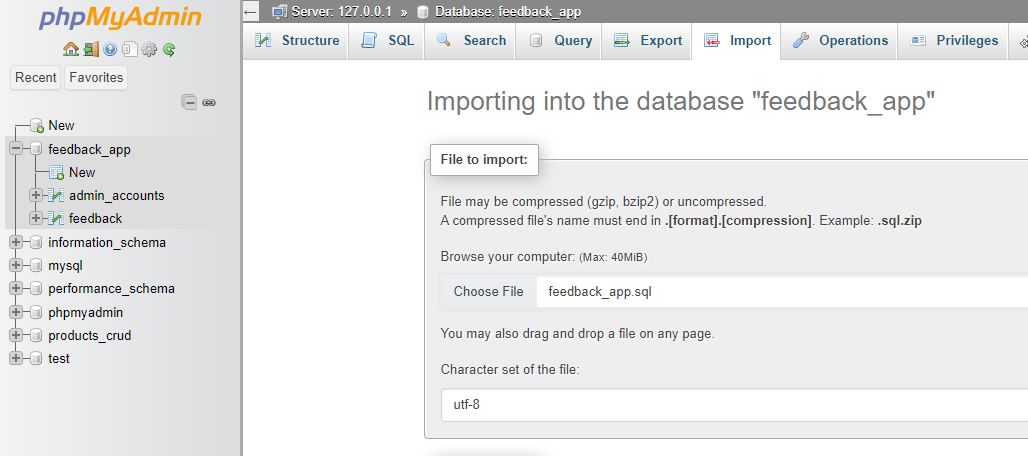 phpMyAdmin
Recent Favorites
New
feedback_app
New
admin_accounts
feedback
information_schema
mysql
performance_schema
phpmyadmin
products_crud
test
Server: 127.0.0.1 » Database: feedback_app
Structure SQL Search Query Export Import Operations Privileges
Importing into the database "feedback_app"
File to import:
File may be compressed (gzip, bzip2) or uncompressed.
A compressed file's name must end in .[format].[compression]. Example: .sql.zip
Browse your computer: (Max: 40MiB)
Choose File feedback_app.sql
You may also drag and drop a file on any page.
Character set of the file:
utf-8